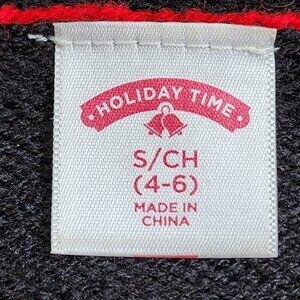 HOLIDAY TIME
S/CH
(4-6)
MADE IN
CHINA